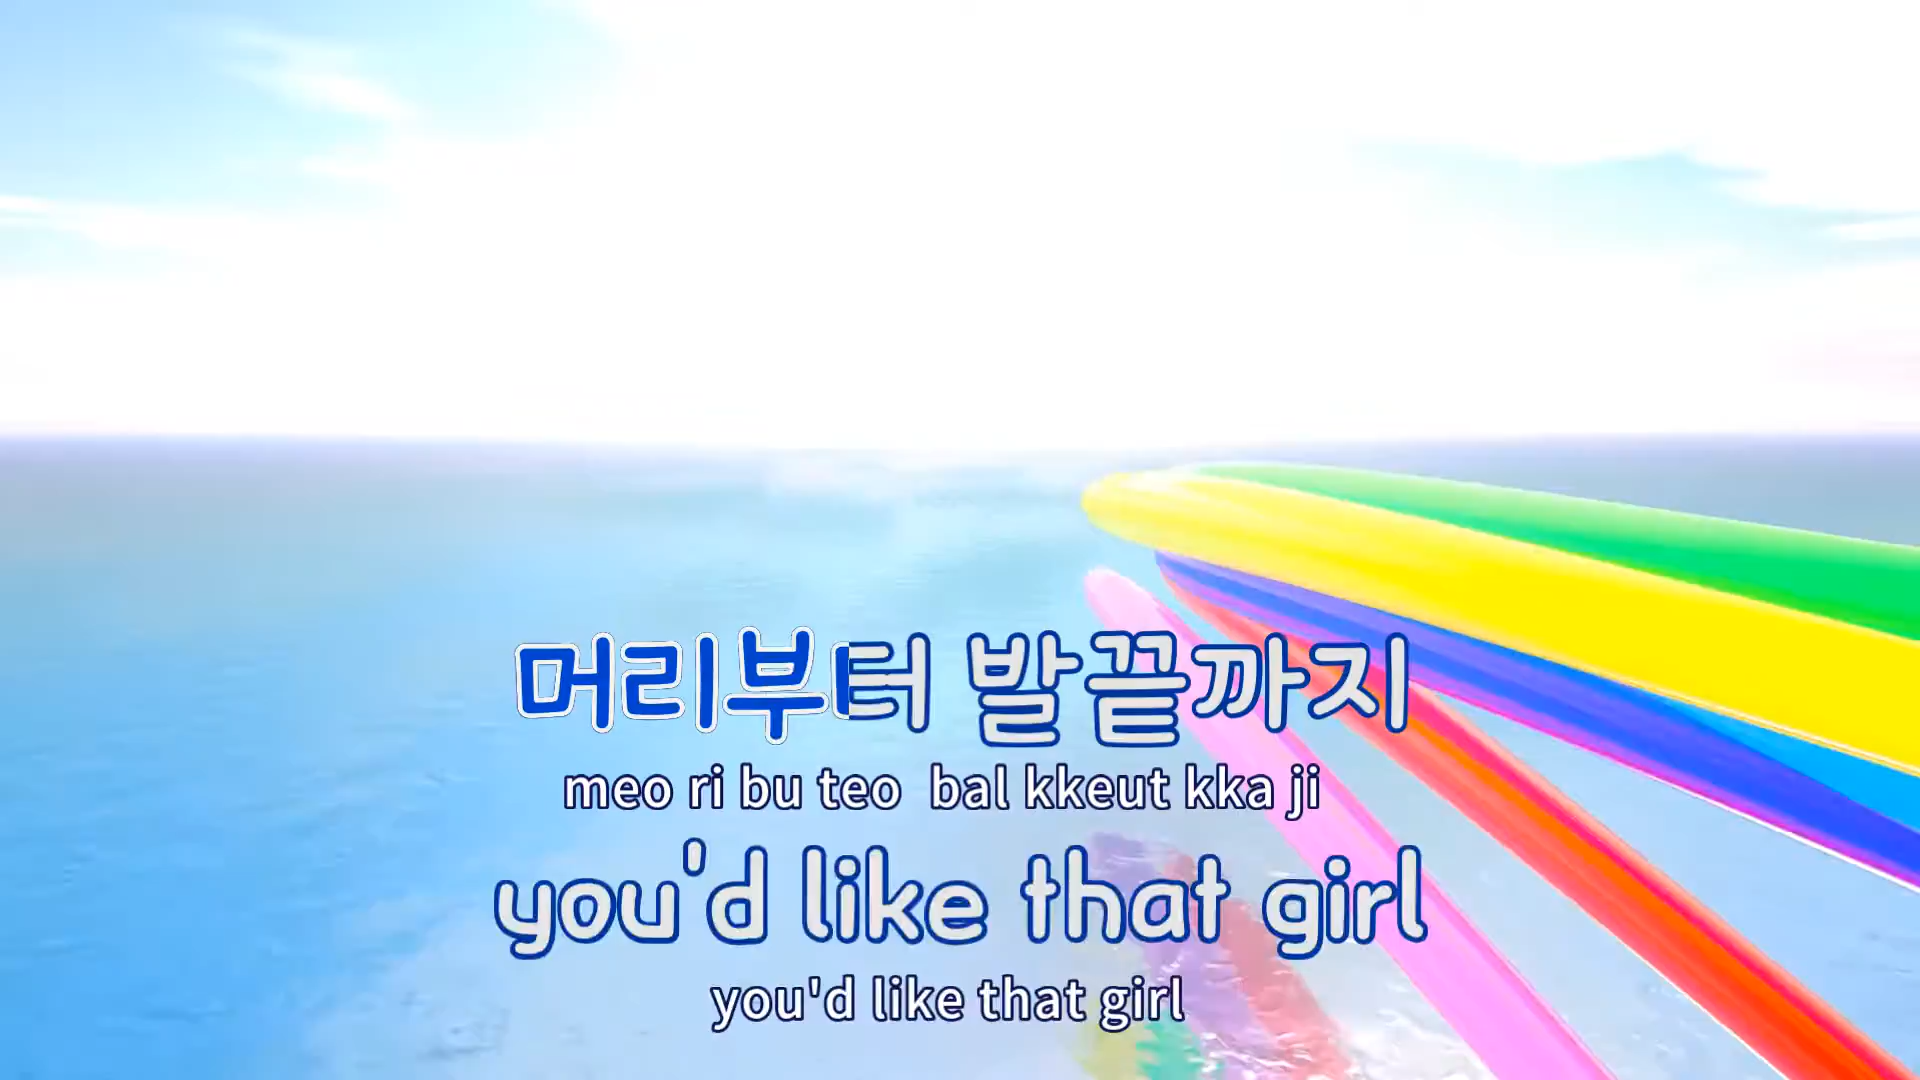 머리부터 발끝까지
meo ri bu teo bal kkeut kka ji
you'd like that girl
you'd like that girl